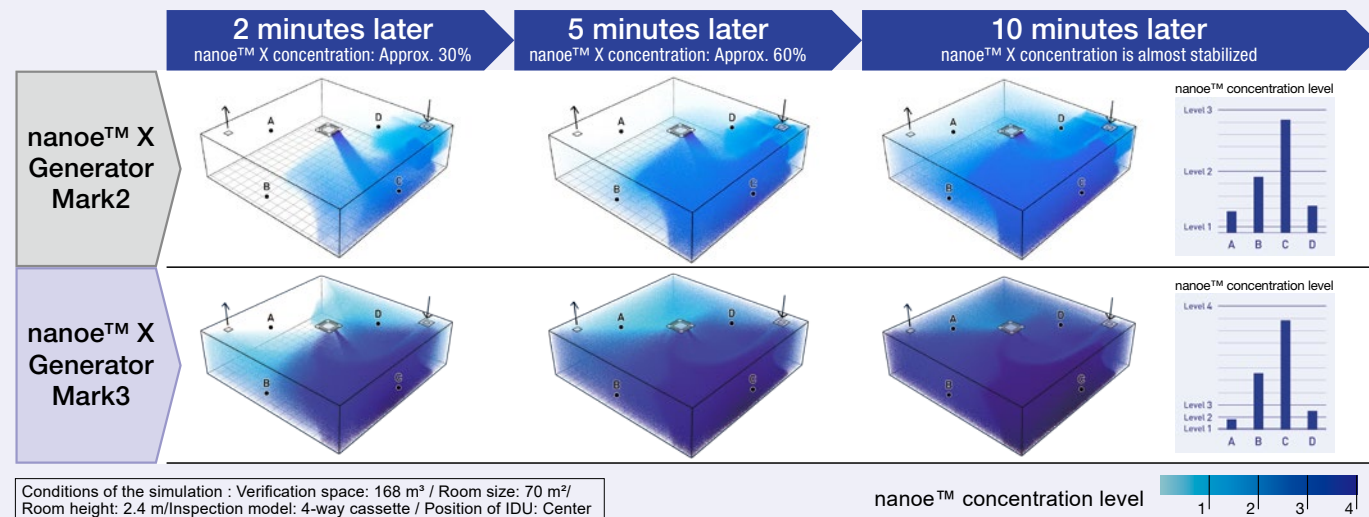 2 minutes later
nanoe™ X concentration: Approx. 30%
5 minutes later
nanoe™ X concentration: Approx. 60%
10 minutes later
nanoe™ X concentration is almost stabilized
nanoe™ X
Generator
Mark2
A
D
B
C
A
D
B
C
A
D
B
C
nanoe™ concentration level
Level 3
Level 2
Level 1
A B C D
nanoe™ X
Generator
Mark3
A
D
B
C
A
D
B
C
A
D
B
C
nanoe™ concentration level
Level 4
Level 3
Level 2
Level 1
A B C D
Conditions of the simulation : Verification space: 168 m³ / Room size: 70 m²/
Room height: 2.4 m/Inspection model: 4-way cassette / Position of IDU: Center
nanoe™ concentration level
1 2 3 4